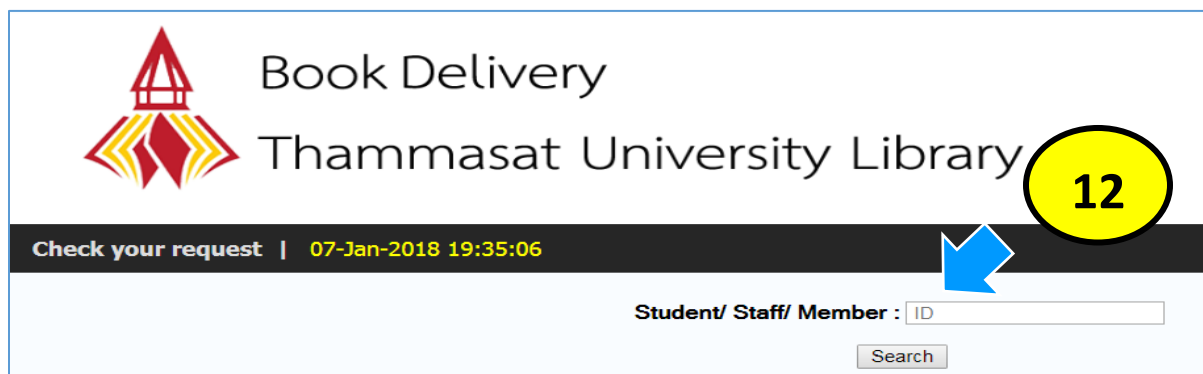 Book Delivery
Thammasat University Library
12
Check your request | 07-Jan-2018 19:35:06
Student/ Staff/ Member : ID
Search